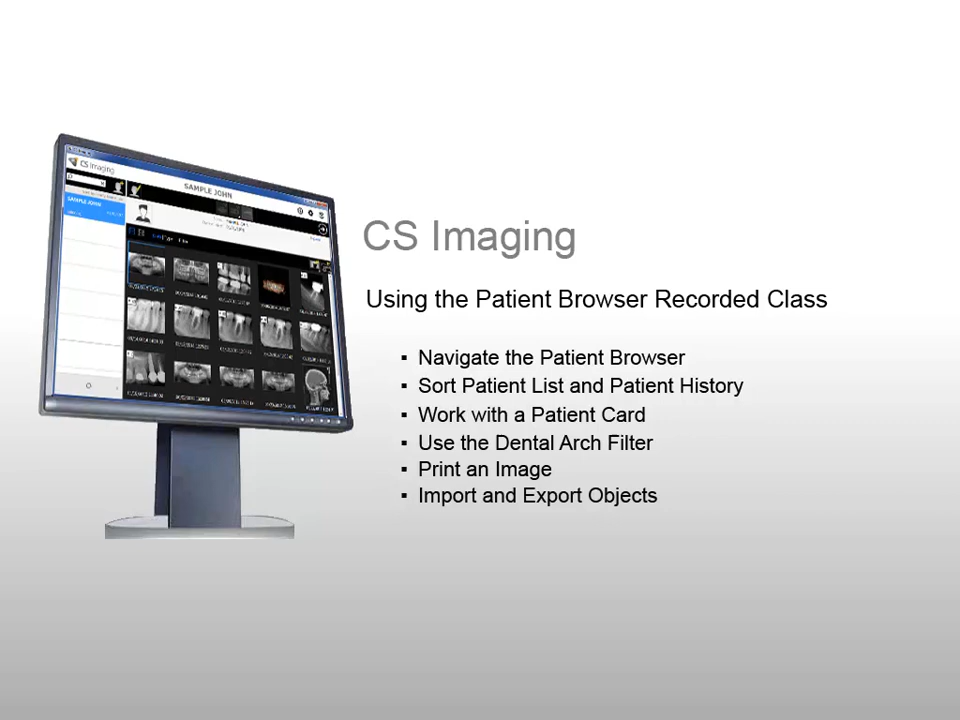 CS Imaging
SAMPLE JOHN
SAMPLE JOHN
CS Imaging
Using the Patient Browser Recorded Class
▪ Navigate the Patient Browser
▪ Sort Patient List and Patient History
▪ Work with a Patient Card
▪ Use the Dental Arch Filter
▪ Print an Image
▪ Import and Export Objects